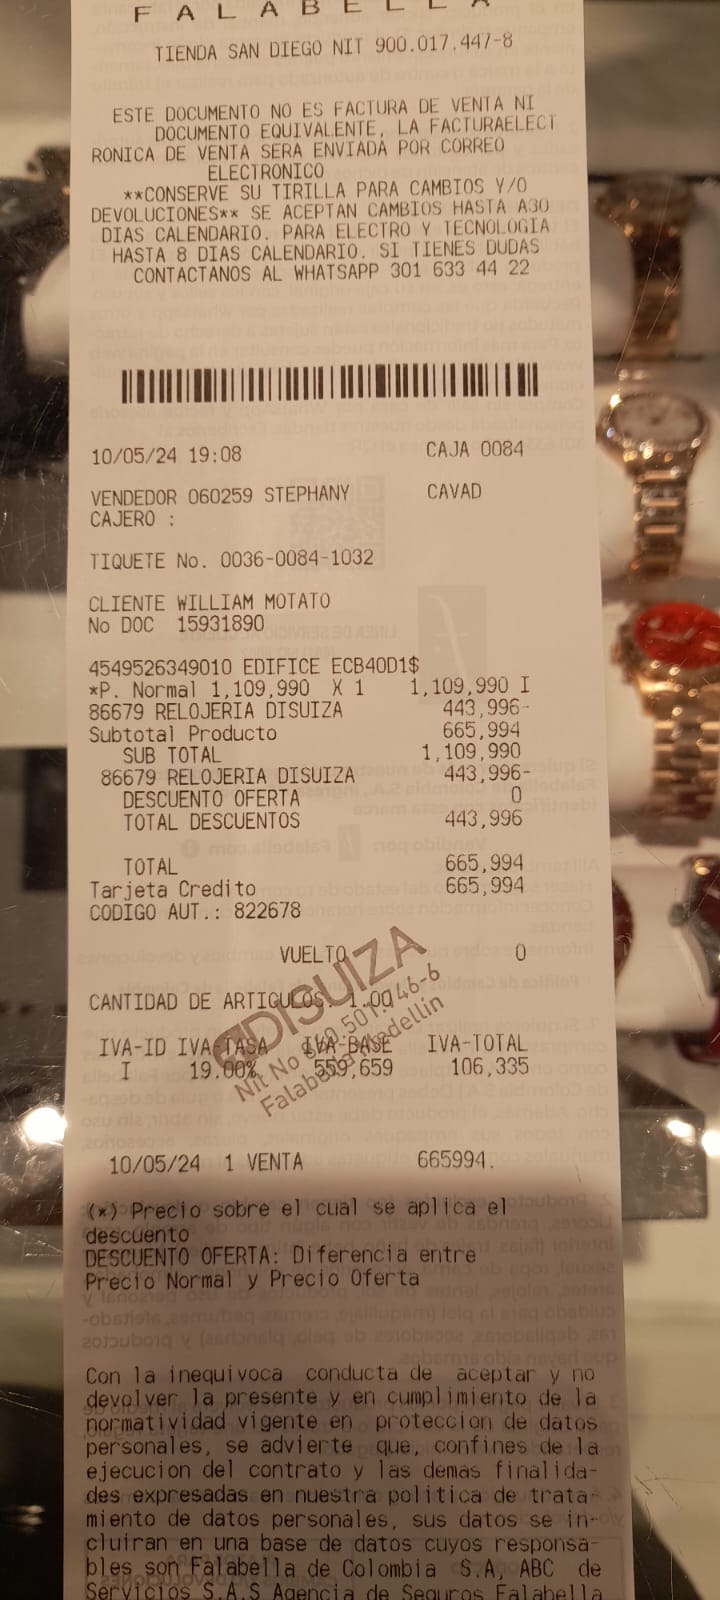 FALABELLA
TIENDA SAN DIEGO NIT 900.017.447-8
ESTE DOCUMENTO NO ES FACTURA DE VENTA NI
DOCUMENTO EQUIVALENTE, LA FACTURAELECT
RONICA DE VENTA SERA ENVIADA POR CORREO
ELECTRONICO
**CONSERVE SU TIRILLA PARA CAMBIOS Y/O
DEVOLUCIONES** SE ACEPTAN CAMBIOS HASTA A30
DIAS CALENDARIO. PARA ELECTRO Y TECNOLOGIA
HASTA 8 DIAS CALENDARIO. SI TIENES DUDAS
CONTACTANOS AL WHATSAPP 301 633 44 22
10/05/24 19:08 CAJA 0084
VENDEDOR 060259 STEPHANY CAVAD
CAJERO :
TIQUETE No. 0036-0084-1032
CLIENTE WILLIAM MOTATO
No DOC 15931890
4549526349010 EDIFICE ECB40D1$
*P. Normal 1,109,990 X 1 1,109,990 I
86679 RELOJERIA DISUIZA 443,996-
Subtotal Producto 665,994
SUB TOTAL 1,109,990
86679 RELOJERIA DISUIZA 443,996-
DESCUENTO OFERTA 0
TOTAL DESCUENTOS 443,996
TOTAL 665,994
Tarjeta Credito 665,994
CODIGO AUT.: 822678
VUELTO 0
CANTIDAD DE ARTICULOS: 1.00
DISUIZA
Falabella Medellín
IVA-ID IVA-TASA IVA-BASE IVA-TOTAL
I 19.00% 559,659 106,335
10/05/24 1 VENTA 665994.
(*) Precio sobre el cual se aplica el
descuento
DESCUENTO OFERTA: Diferencia entre
Precio Normal y Precio Oferta
Con la inequivoca conducta de aceptar y no
devolver la presente y en cumplimiento de la
normatividad vigente en proteccion de datos
personales, se advierte que, confines de la
ejecucion del contrato y las demas finalida-
des expresadas en nuestra politica de trata-
miento de datos personales, sus datos se in-
cluiran en una base de datos cuyos responsa-
bles son Falabella de Colombia S.A, ABC de
Servicios S.A.S Agencia de Seguros Falabella